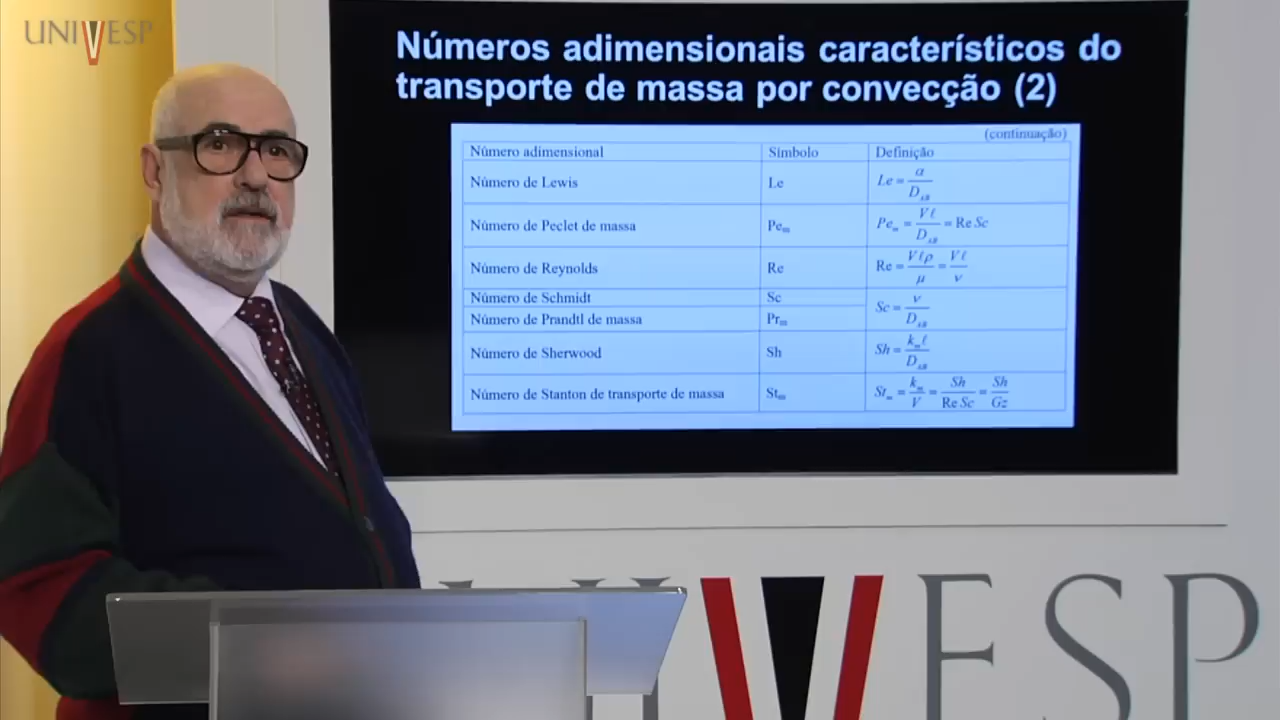 UNIVESP
Números adimensionais característicos do
transporte de massa por convecção (2)
(continuação)
Número adimensional Símbolo Definição
Número de Lewis Le Le = α / D_AB
Número de Peclet de massa Pe_m Pe_m = Vℓ / D_AB = Re Sc
Número de Reynolds Re Re = Vℓρ / μ = Vℓ / ν
Número de Schmidt Sc Sc = ν / D_AB
Número de Prandtl de massa Pr_m
Número de Sherwood Sh Sh = k_m ℓ / D_AB
Número de Stanton de transporte de massa St_m St_m = k_m / V = Sh / Re Sc = Sh / Gz
UNIVESP